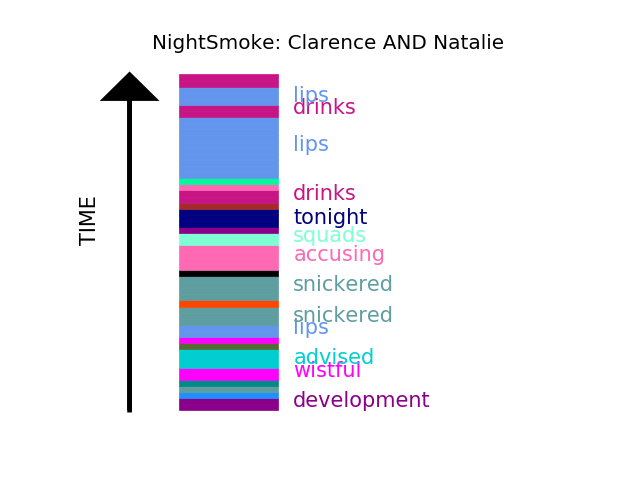 NightSmoke: Clarence AND Natalie
lips
drinks
lips
drinks
tonight
squads
accusing
snickered
snickered
lips
advised
wistful
development
TIME